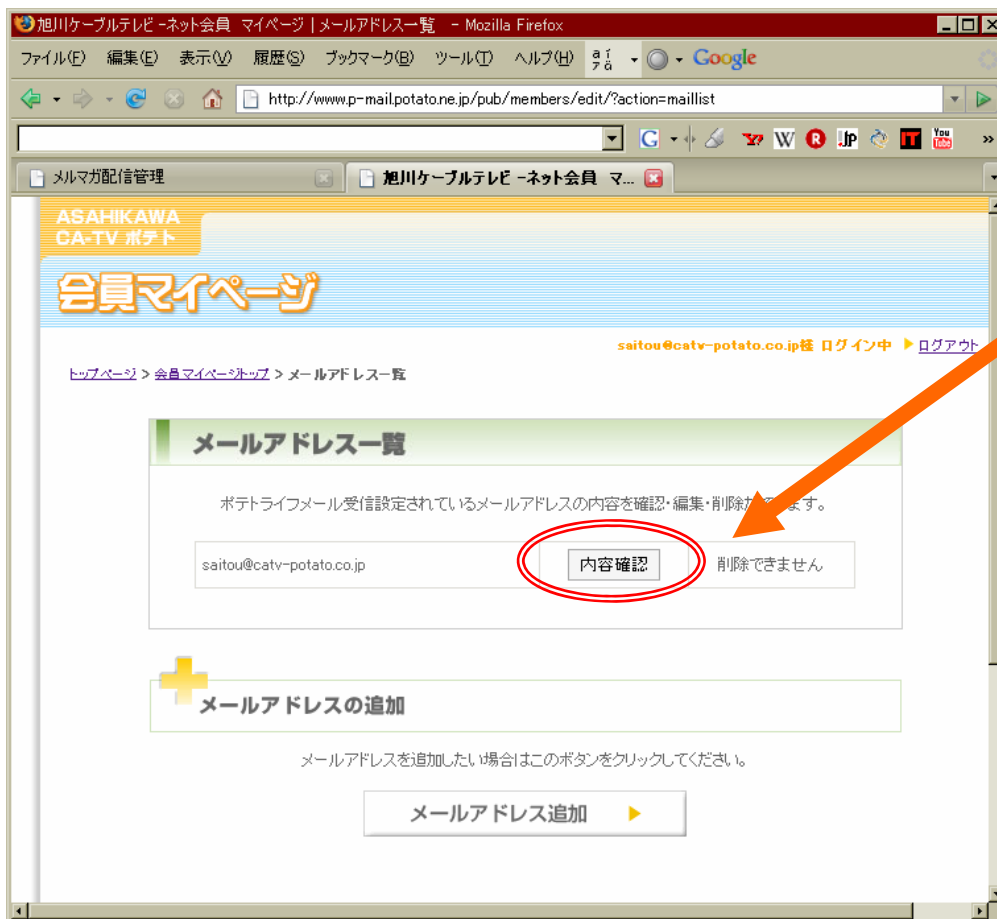 旭川ケーブルテレビ -ネット会員 マイページ | メールアドレス一覧 - Mozilla Firefox
ファイル(F) 編集(E) 表示(V) 履歴(S) ブックマーク(B) ツール(T) ヘルプ(H) Google
http://www.p-mail.potato.ne.jp/pub/members/edit/?action=maillist
G Y! W R .JP IT You Tube »
メルマガ配信管理 旭川ケーブルテレビ -ネット会員 マ...
ASAHIKAWA
CA-TV ポテト
会員マイページ
saitou@catv-potato.co.jp様 ログイン中 ログアウト
トップページ > 会員マイページトップ > メールアドレス一覧
メールアドレス一覧
ポテトライフメール受信設定されているメールアドレスの内容を確認・編集・削除ができます。
saitou@catv-potato.co.jp 内容確認 削除できません
メールアドレスの追加
メールアドレスを追加したい場合はこのボタンをクリックしてください。
メールアドレス追加